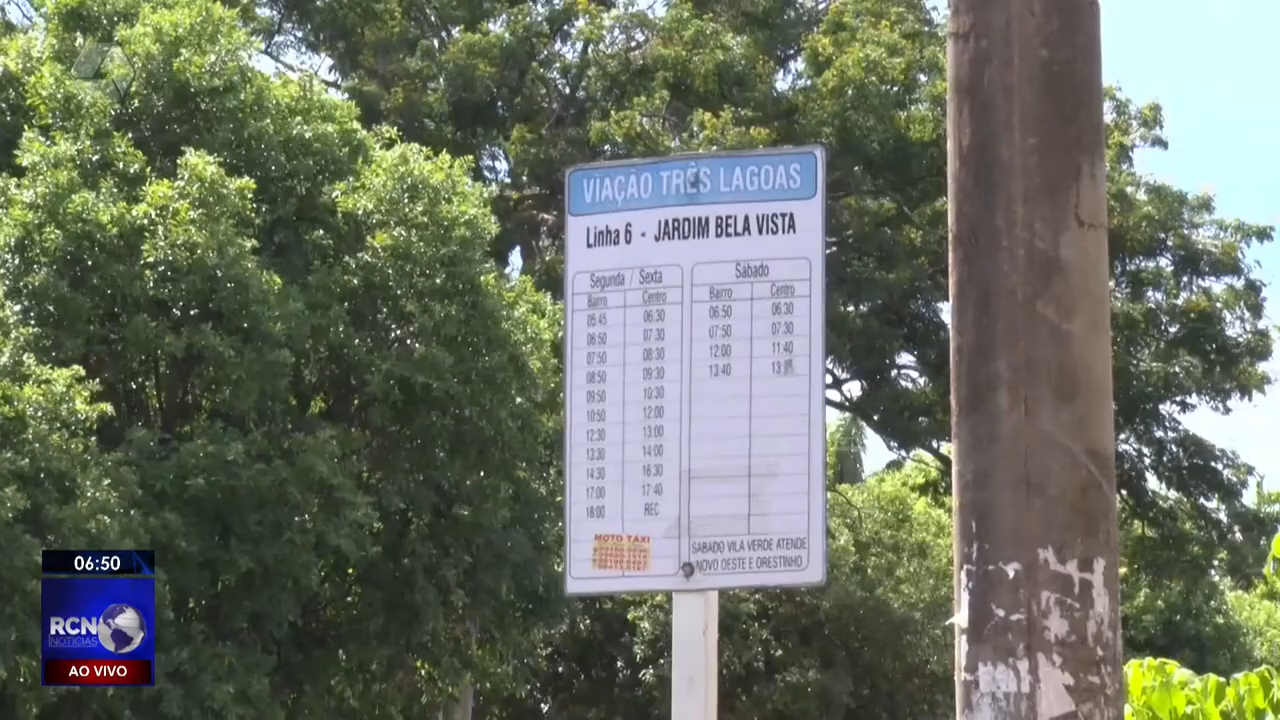 VIAÇÃO TRÊS LAGOAS
Linha 6 - JARDIM BELA VISTA
Segunda / Sexta
Bairro Centro
05:45 06:30
06:50 07:30
07:50 08:30
08:50 09:30
09:50 10:30
10:50 12:00
12:30 13:00
13:30 14:00
14:30 16:30
17:00 17:40
18:00 REC
Sábado
Bairro Centro
06:50 06:30
07:50 07:30
12:00 11:40
13:40
SABADO VILA VERDE ATENDE
NOVO OESTE E ORESTINHO
MOTO TAXI
06:50
RCN
NOTÍCIAS
AO VIVO